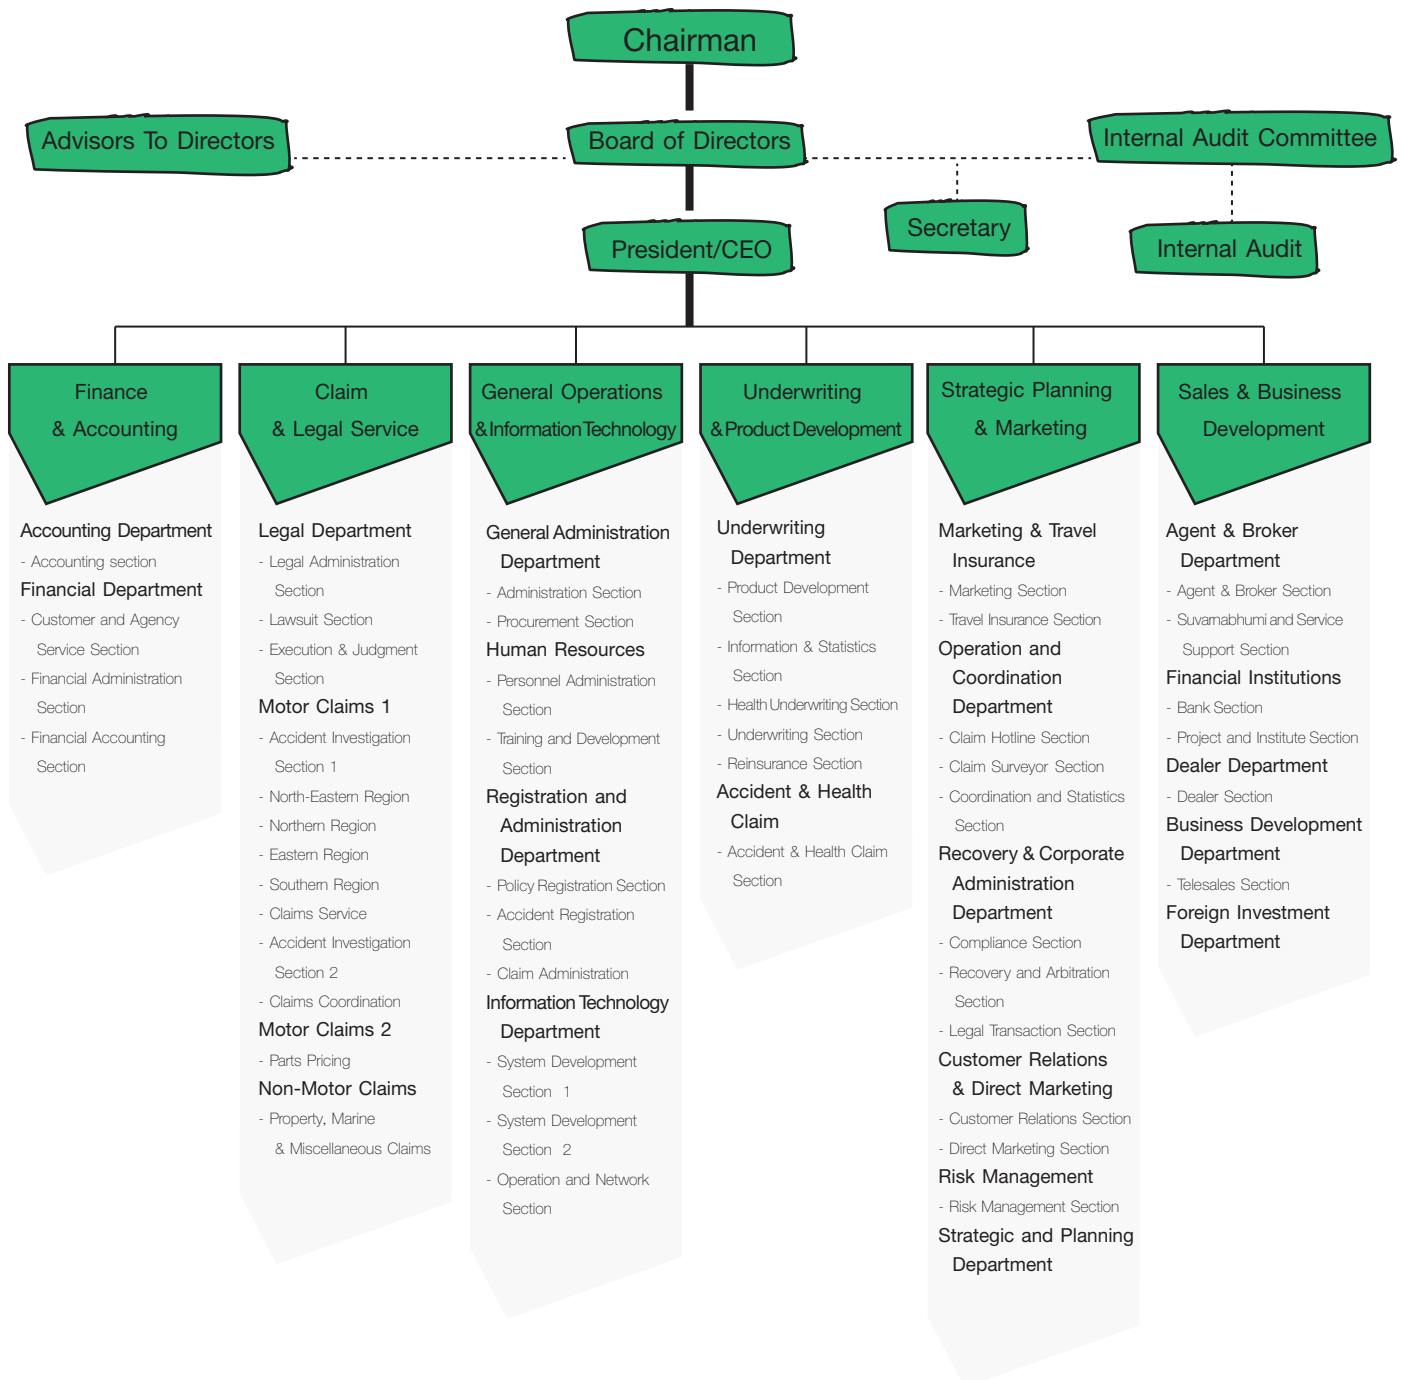 Chairman
Advisors To Directors
Board of Directors
Internal Audit Committee
President/CEO
Secretary
Internal Audit
Finance
& Accounting
Accounting Department
- Accounting section
Financial Department
- Customer and Agency
Service Section
- Financial Administration
Section
- Financial Accounting
Section
Claim
& Legal Service
Legal Department
- Legal Administration
Section
- Lawsuit Section
- Execution & Judgment
Section
Motor Claims 1
- Accident Investigation
Section 1
- North-Eastern Region
- Northern Region
- Eastern Region
- Southern Region
- Claims Service
- Accident Investigation
Section 2
- Claims Coordination
Motor Claims 2
- Parts Pricing
Non-Motor Claims
- Property, Marine
& Miscellaneous Claims
General Operations
& Information Technology
General Administration
Department
- Administration Section
- Procurement Section
Human Resources
- Personnel Administration
Section
- Training and Development
Section
Registration and
Administration
Department
- Policy Registration Section
- Accident Registration
Section
- Claim Administration
Information Technology
Department
- System Development
Section 1
- System Development
Section 2
- Operation and Network
Section
Underwriting
& Product Development
Underwriting
Department
- Product Development
Section
- Information & Statistics
Section
- Health Underwriting Section
- Underwriting Section
- Reinsurance Section
Accident & Health
Claim
- Accident & Health Claim
Section
Strategic Planning
& Marketing
Marketing & Travel
Insurance
- Marketing Section
- Travel Insurance Section
Operation and
Coordination
Department
- Claim Hotline Section
- Claim Surveyor Section
- Coordination and Statistics
Section
Recovery & Corporate
Administration
Department
- Compliance Section
- Recovery and Arbitration
Section
- Legal Transaction Section
Customer Relations
& Direct Marketing
- Customer Relations Section
- Direct Marketing Section
Risk Management
- Risk Management Section
Strategic and Planning
Department
Sales & Business
Development
Agent & Broker
Department
- Agent & Broker Section
- Suvarnabhumi and Service
Support Section
Financial Institutions
- Bank Section
- Project and Institute Section
Dealer Department
- Dealer Section
Business Development
Department
- Telesales Section
Foreign Investment
Department